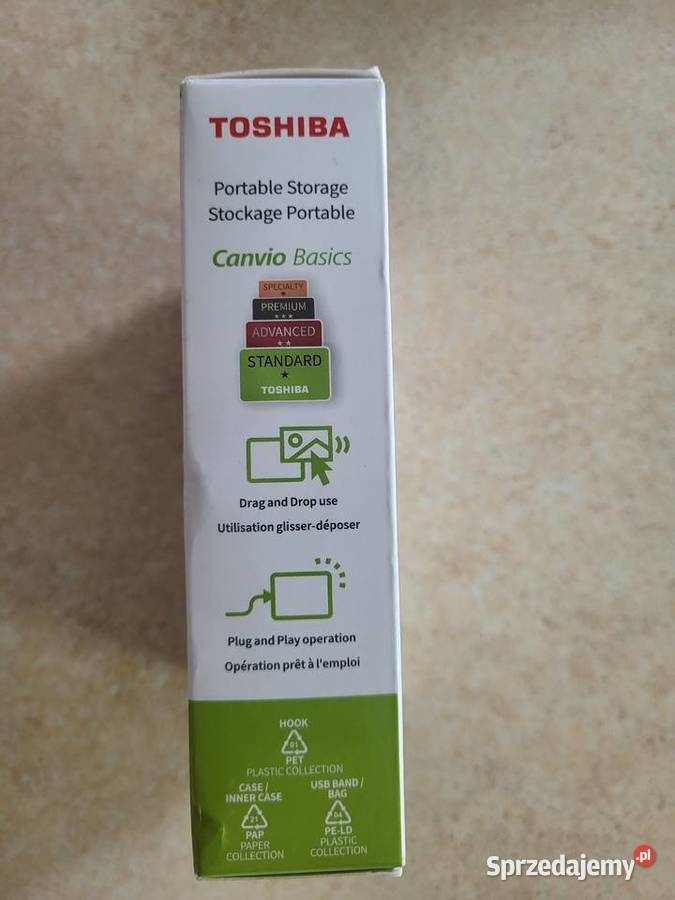 TOSHIBA
Portable Storage
Stockage Portable
Canvio Basics
SPECIALTY
★
PREMIUM
★★★
ADVANCED
★★
STANDARD
★
TOSHIBA
Drag and Drop use
Utilisation glisser-déposer
Plug and Play operation
Opération prêt à l'emploi
HOOK
01
PET
PLASTIC COLLECTION
CASE /
INNER CASE
21
PAP
PAPER
COLLECTION
USB BAND /
BAG
04
PE-LD
PLASTIC
COLLECTION
Sprzedajemy.pl